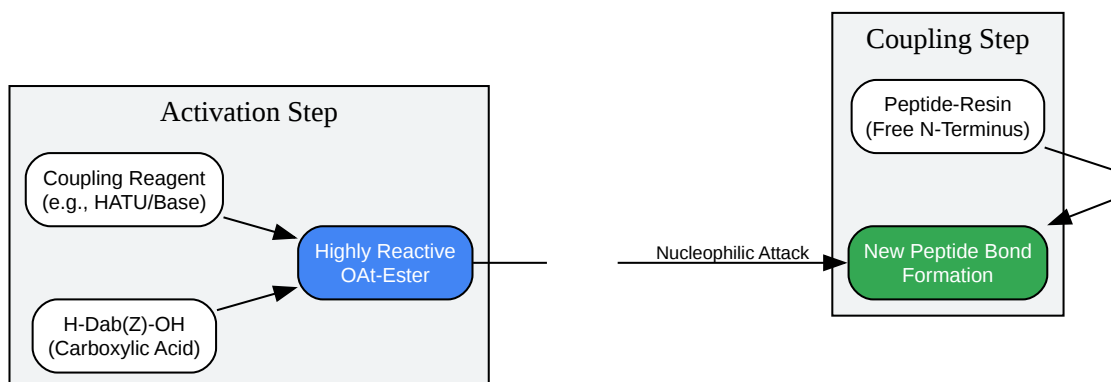 Activation Step
Coupling Reagent
(e.g., HATU/Base)
H-Dab(Z)-OH
(Carboxylic Acid)
Highly Reactive
OAt-Ester
Nucleophilic Attack
Coupling Step
Peptide-Resin
(Free N-Terminus)
New Peptide Bond
Formation